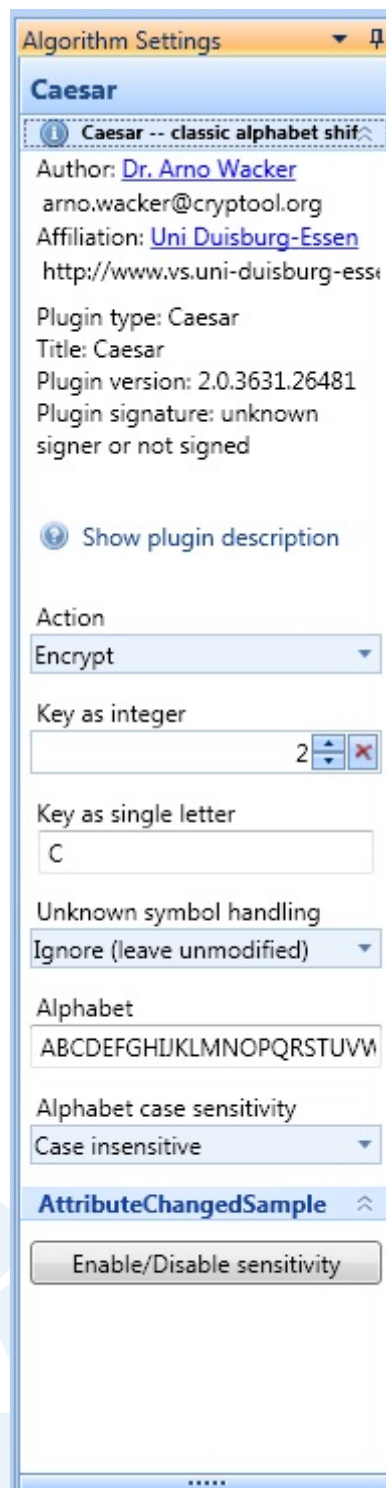 Algorithm Settings
Caesar
Caesar -- classic alphabet shif
Author: Dr. Arno Wacker
arno.wacker@cryptool.org
Affiliation: Uni Duisburg-Essen
http://www.vs.uni-duisburg-esse
Plugin type: Caesar
Title: Caesar
Plugin version: 2.0.3631.26481
Plugin signature: unknown
signer or not signed
Show plugin description
Action
Encrypt
Key as integer
2
Key as single letter
C
Unknown symbol handling
Ignore (leave unmodified)
Alphabet
ABCDEFGHIJKLMNOPQRSTUVW
Alphabet case sensitivity
Case insensitive
AttributeChangedSample
Enable/Disable sensitivity